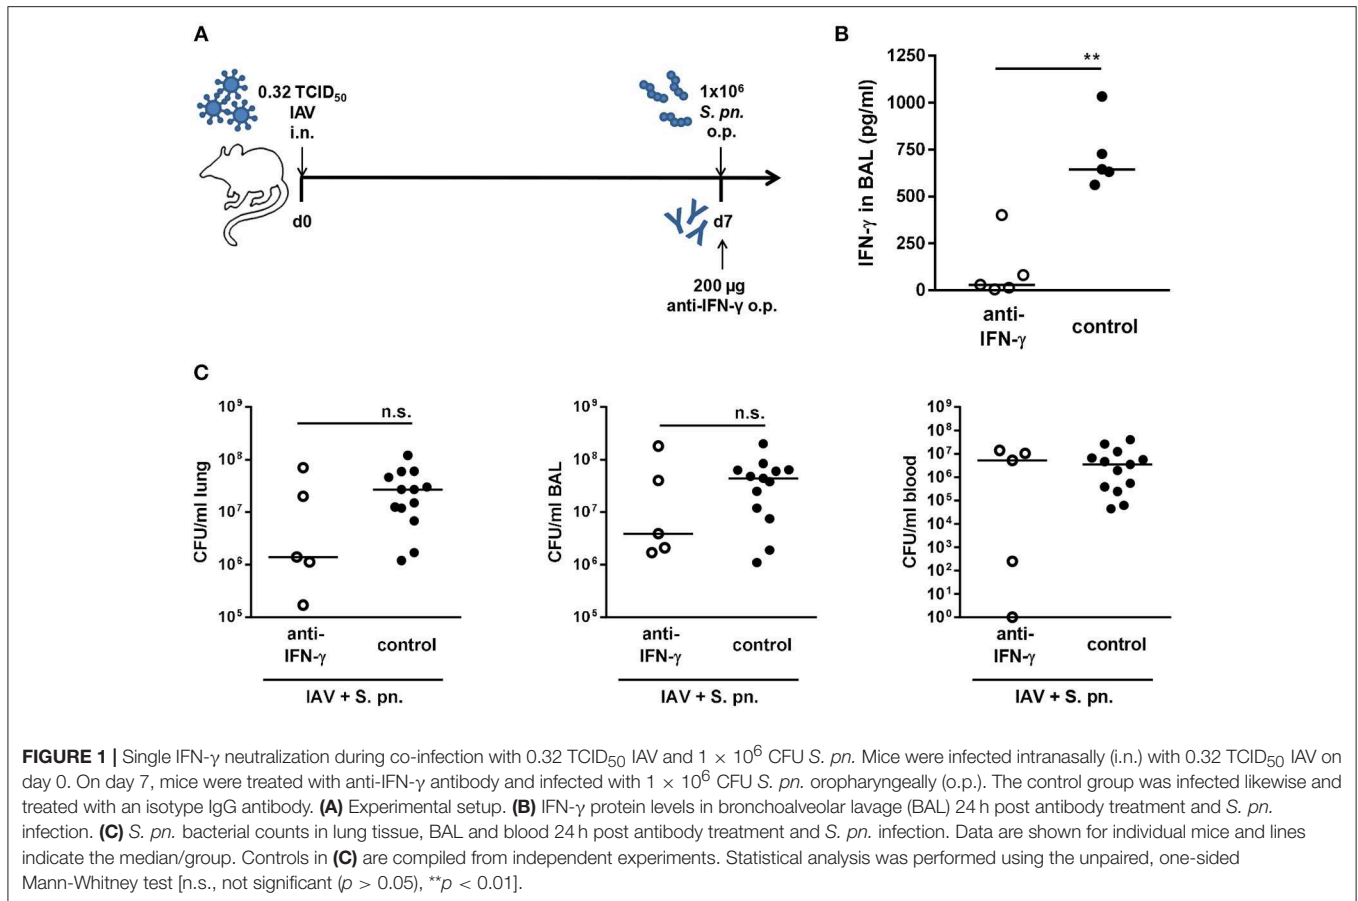 A
0.32 TCID50
IAV
i.n.
1x10^6
S. pn.
o.p.
d0
d7
200 µg
anti-IFN-γ o.p.
B
IFN-γ in BAL (pg/ml)
1250
1000
750
500
250
0
**
anti-
IFN-γ
control
C
CFU/ml lung
10^9
10^8
10^7
10^6
10^5
n.s.
anti-
IFN-γ
control
IAV + S. pn.
CFU/ml BAL
10^9
10^8
10^7
10^6
10^5
n.s.
anti-
IFN-γ
control
IAV + S. pn.
CFU/ml blood
10^9
10^8
10^7
10^6
10^5
10^4
10^3
10^2
10^1
10^0
anti-
IFN-γ
control
IAV + S. pn.
FIGURE 1 | Single IFN-γ neutralization during co-infection with 0.32 TCID50 IAV and 1 × 10^6 CFU S. pn. Mice were infected intranasally (i.n.) with 0.32 TCID50 IAV on
day 0. On day 7, mice were treated with anti-IFN-γ antibody and infected with 1 × 10^6 CFU S. pn. oropharyngeally (o.p.). The control group was infected likewise and
treated with an isotype IgG antibody. (A) Experimental setup. (B) IFN-γ protein levels in bronchoalveolar lavage (BAL) 24 h post antibody treatment and S. pn.
infection. (C) S. pn. bacterial counts in lung tissue, BAL and blood 24 h post antibody treatment and S. pn. infection. Data are shown for individual mice and lines
indicate the median/group. Controls in (C) are compiled from independent experiments. Statistical analysis was performed using the unpaired, one-sided
Mann-Whitney test [n.s., not significant (p > 0.05), **p < 0.01].